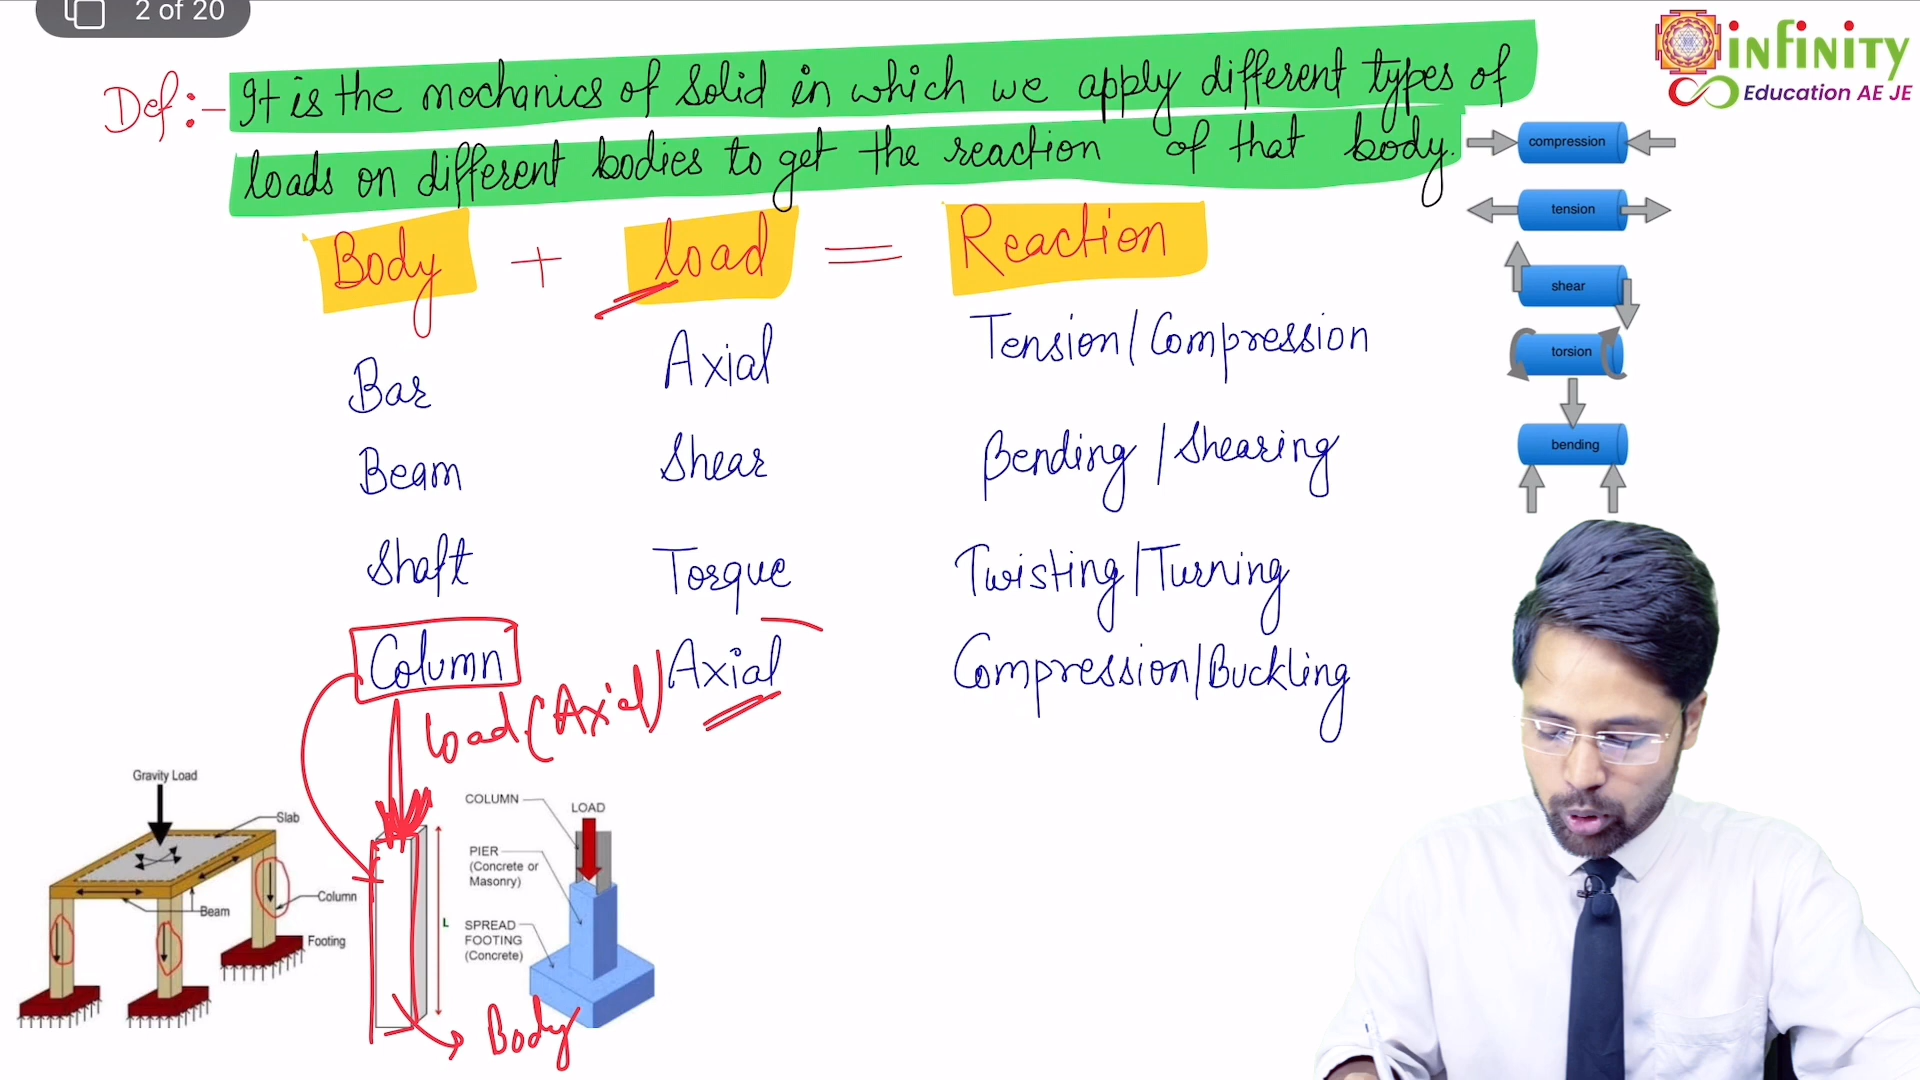 2 of 20
infinity
Education AE JE
Def:- It is the mechanics of Solid in which we apply different types of
loads on different bodies to get the reaction of that body.
Body + load = Reaction
Bar Axial Tension/Compression
Beam Shear Bending/Shearing
Shaft Torque Twisting/Turning
Column Axial Compression/Buckling
load (Axial)
compression
tension
shear
torsion
bending
Gravity Load
Slab
Column
Beam
Footing
L
Body
COLUMN
LOAD
PIER
(Concrete or
Masonry)
SPREAD
FOOTING
(Concrete)